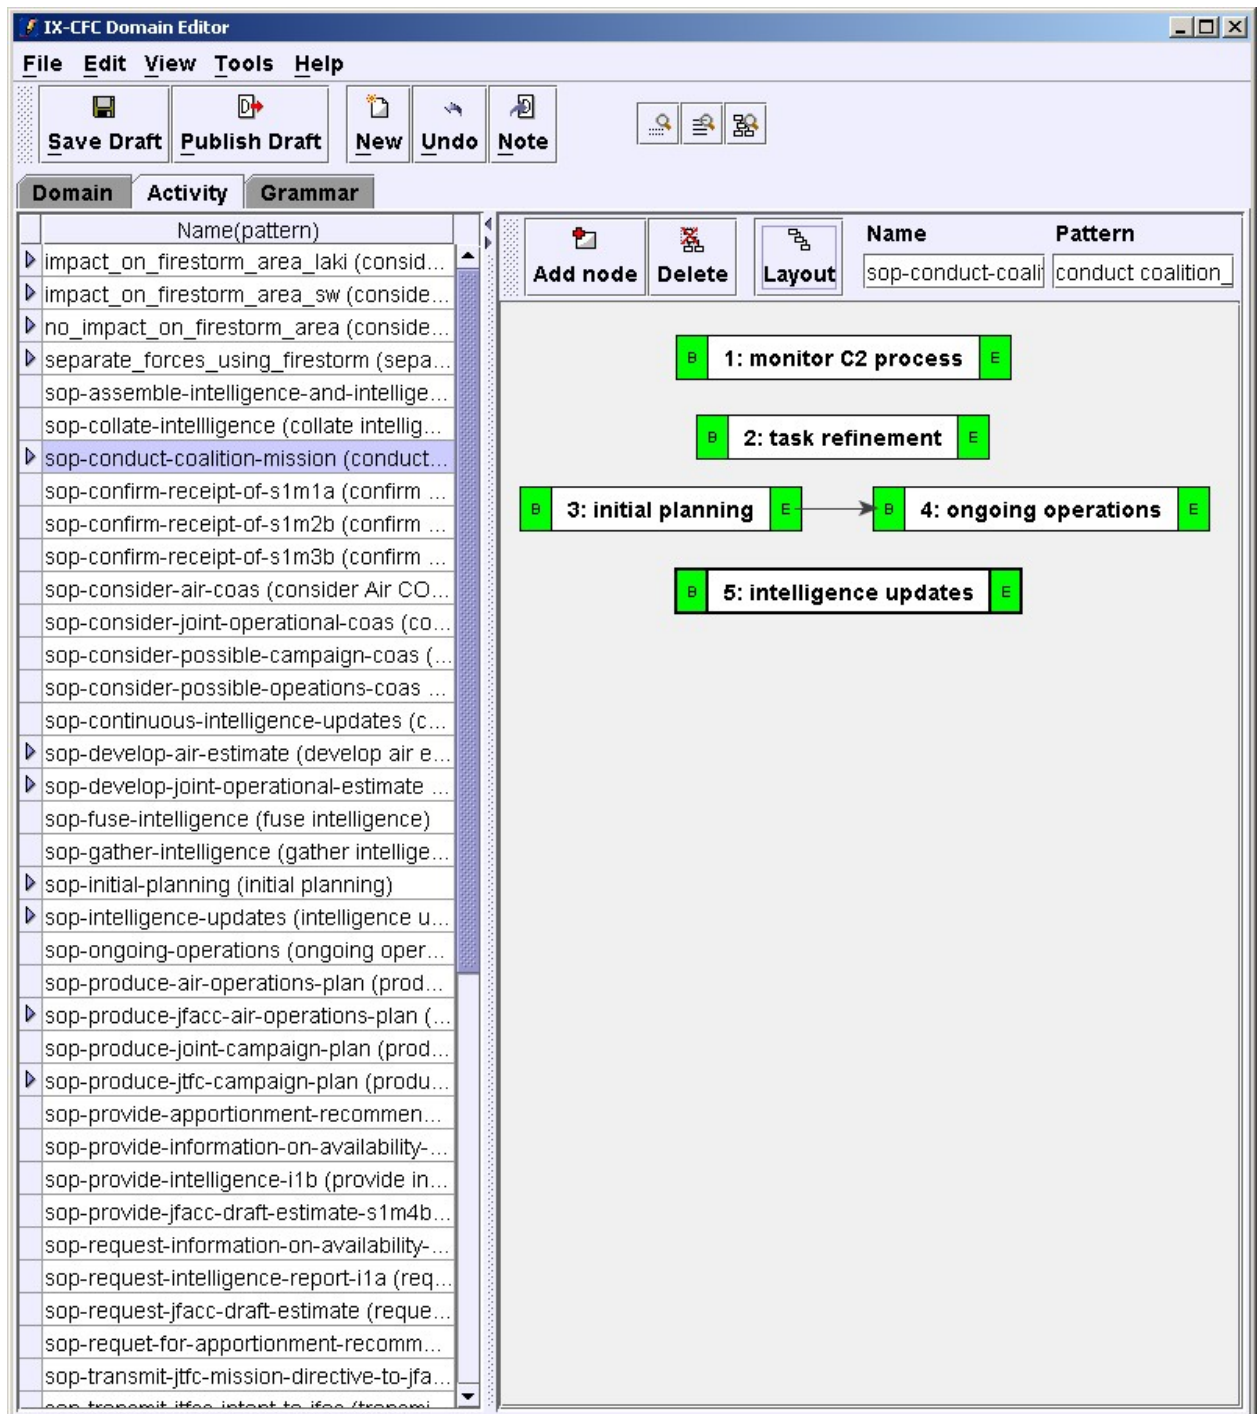 IX-CFC Domain Editor
File Edit View Tools Help
Save Draft Publish Draft New Undo Note
Domain Activity Grammar
Name(pattern)
impact_on_firestorm_area_laki (consid...
impact_on_firestorm_area_sw (conside...
no_impact_on_firestorm_area (conside...
separate_forces_using_firestorm (sepa...
sop-assemble-intelligence-and-intellige...
sop-collate-intellligence (collate intellig...
sop-conduct-coalition-mission (conduct...
sop-confirm-receipt-of-s1m1a (confirm ...
sop-confirm-receipt-of-s1m2b (confirm ...
sop-confirm-receipt-of-s1m3b (confirm ...
sop-consider-air-coas (consider Air CO...
sop-consider-joint-operational-coas (co...
sop-consider-possible-campaign-coas (...
sop-consider-possible-opeations-coas ...
sop-continuous-intelligence-updates (c...
sop-develop-air-estimate (develop air e...
sop-develop-joint-operational-estimate ...
sop-fuse-intelligence (fuse intelligence)
sop-gather-intelligence (gather intellige...
sop-initial-planning (initial planning)
sop-intelligence-updates (intelligence u...
sop-ongoing-operations (ongoing oper...
sop-produce-air-operations-plan (prod...
sop-produce-jfacc-air-operations-plan (...
sop-produce-joint-campaign-plan (prod...
sop-produce-jtfc-campaign-plan (produ...
sop-provide-apportionment-recommen...
sop-provide-information-on-availability-...
sop-provide-intelligence-i1b (provide in...
sop-provide-jfacc-draft-estimate-s1m4b...
sop-request-information-on-availability-...
sop-request-intelligence-report-i1a (req...
sop-request-jfacc-draft-estimate (reque...
sop-requet-for-apportionment-recomm...
sop-transmit-jtfc-mission-directive-to-jfa...
Add node Delete Layout
Name Pattern
sop-conduct-coali conduct coalition_
B 1: monitor C2 process E
B 2: task refinement E
B 3: initial planning E B 4: ongoing operations E
B 5: intelligence updates E